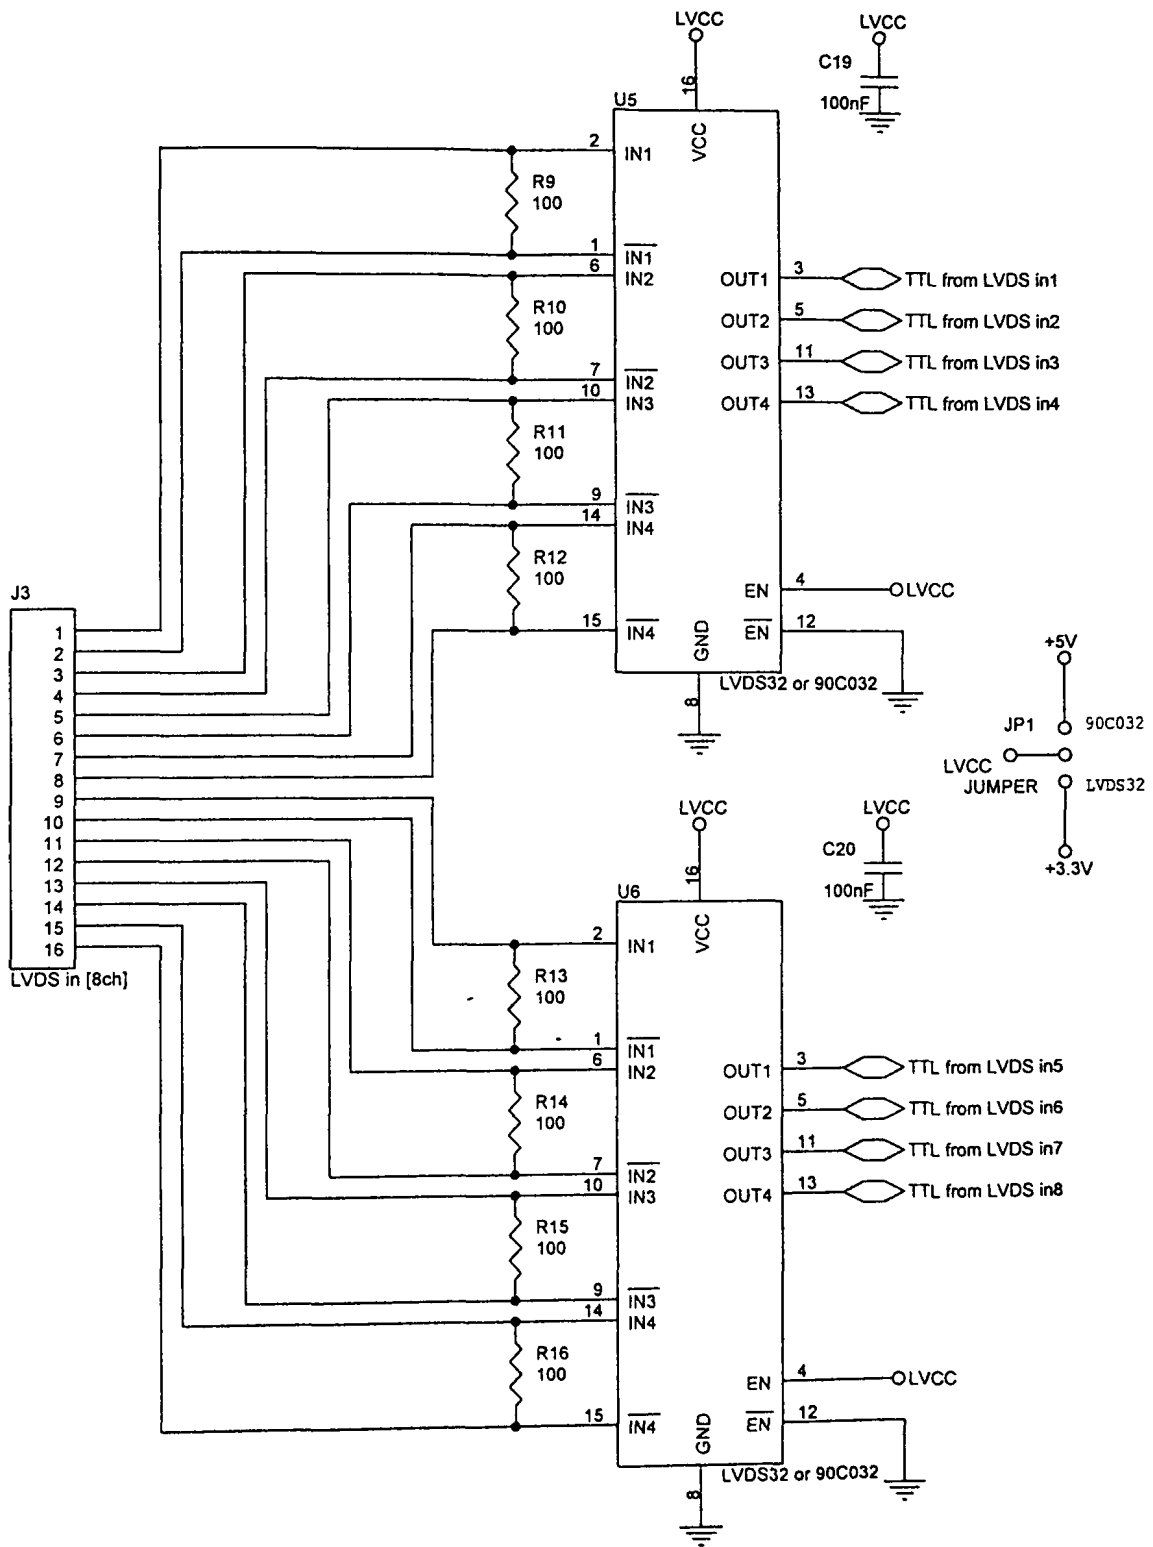 LVCC
16
U5
VCC
LVCC
C19
100nF
2
IN1
R9
100
1
IN1
6
IN2
R10
100
7
IN2
10
IN3
R11
100
9
IN3
14
IN4
R12
100
15
IN4
OUT1
3
TTL from LVDS in1
OUT2
5
TTL from LVDS in2
OUT3
11
TTL from LVDS in3
OUT4
13
TTL from LVDS in4
EN
4
LVCC
EN
12
GND
8
LVDS32 or 90C032
J3
1
2
3
4
5
6
7
8
9
10
11
12
13
14
15
16
LVDS in [8ch]
+5V
JP1
90C032
LVCC
JUMPER
LVDS32
+3.3V
LVCC
16
U6
VCC
LVCC
C20
100nF
2
IN1
R13
100
1
IN1
6
IN2
R14
100
7
IN2
10
IN3
R15
100
9
IN3
14
IN4
R16
100
15
IN4
OUT1
3
TTL from LVDS in5
OUT2
5
TTL from LVDS in6
OUT3
11
TTL from LVDS in7
OUT4
13
TTL from LVDS in8
EN
4
LVCC
EN
12
GND
8
LVDS32 or 90C032